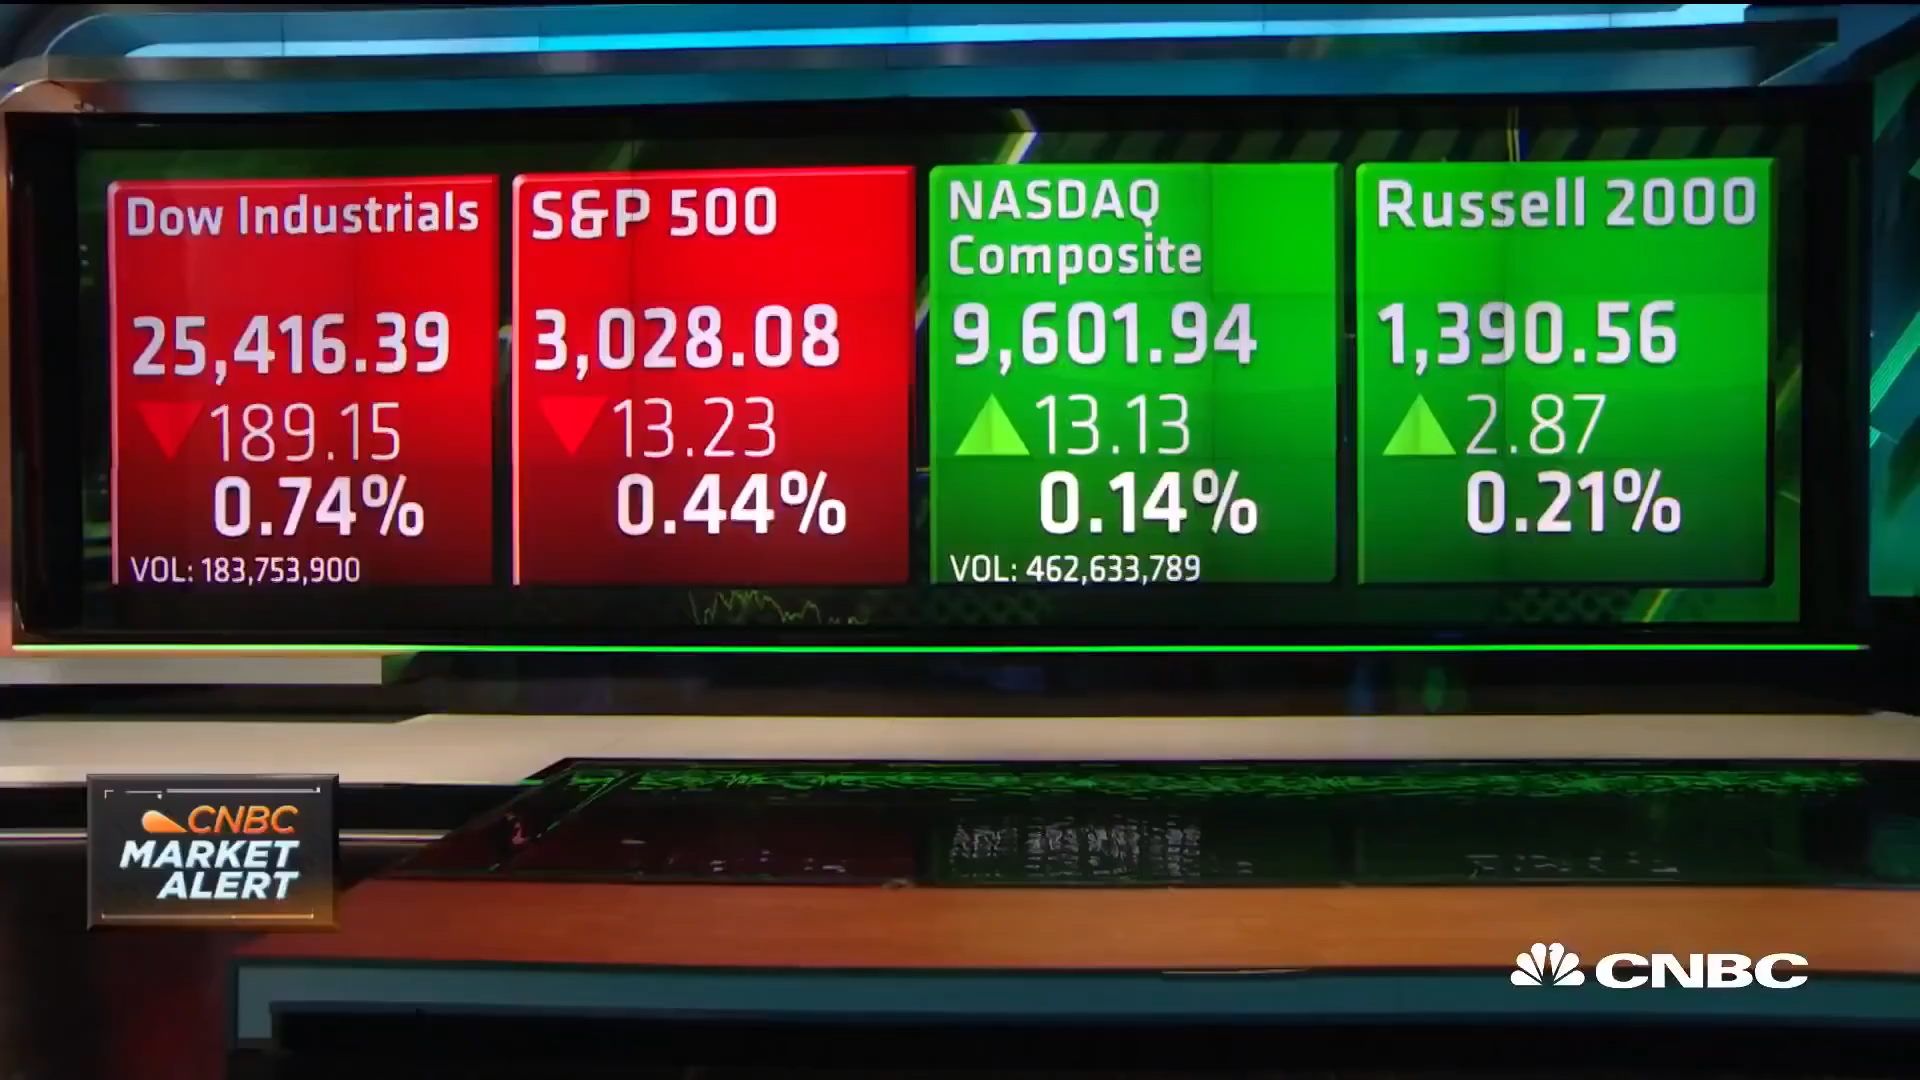 Dow Industrials
25,416.39
▼189.15
0.74%
VOL: 183,753,900
S&P 500
3,028.08
▼13.23
0.44%
NASDAQ
Composite
9,601.94
▲13.13
0.14%
VOL: 462,633,789
Russell 2000
1,390.56
▲2.87
0.21%
CNBC
MARKET
ALERT
CNBC